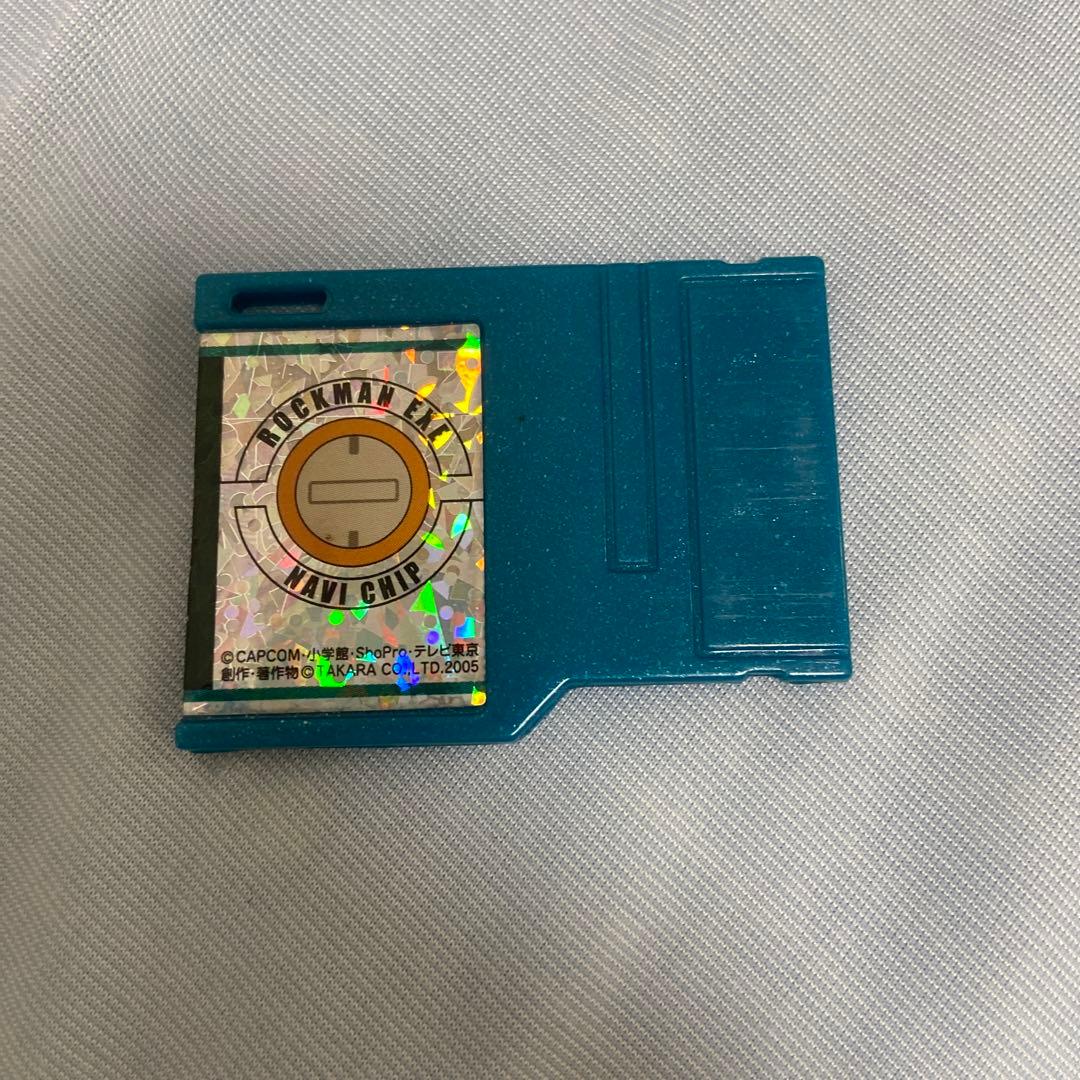 ROCKMAN EXE
NAVI CHIP
©CAPCOM・小学館・ShoPro・テレビ東京
創作・著作物©TAKARA CO.,LTD.2005